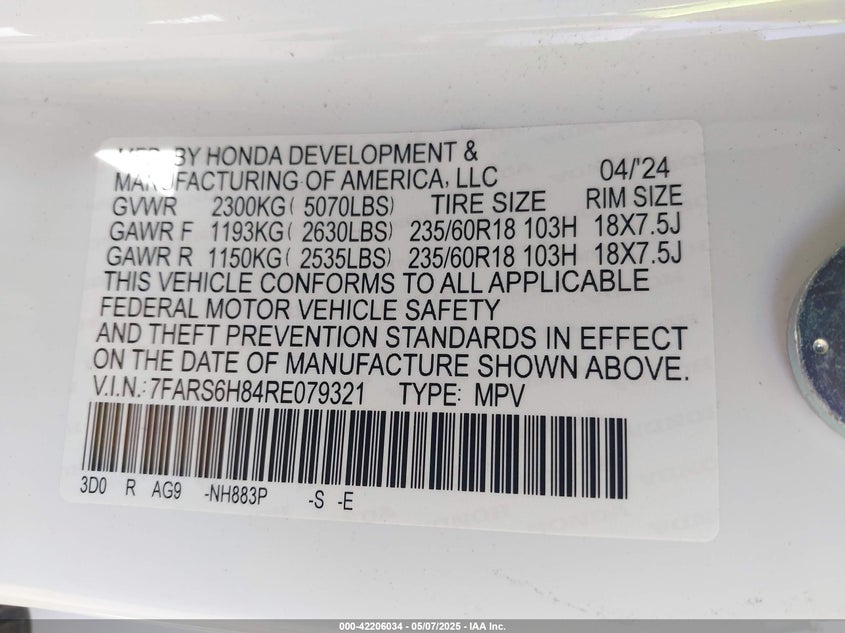 MFD. BY HONDA DEVELOPMENT &
MANUFACTURING OF AMERICA, LLC 04/'24
GVWR 2300KG( 5070LBS) TIRE SIZE RIM SIZE
GAWR F 1193KG( 2630LBS) 235/60R18 103H 18X7.5J
GAWR R 1150KG( 2535LBS) 235/60R18 103H 18X7.5J
THIS VEHICLE CONFORMS TO ALL APPLICABLE
FEDERAL MOTOR VEHICLE SAFETY
AND THEFT PREVENTION STANDARDS IN EFFECT
ON THE DATE OF MANUFACTURE SHOWN ABOVE.
V.I.N.: 7FARS6H84RE079321 TYPE: MPV
3D0 R AG9 -NH883P -S -E
000-42206034 | 05/07/2025 - IAA Inc.